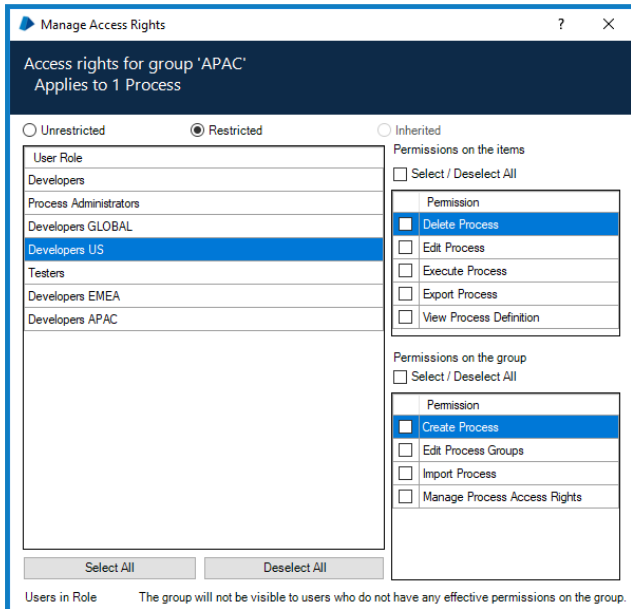 Manage Access Rights
?
Access rights for group 'APAC'
Applies to 1 Process
Unrestricted
Restricted
Inherited
User Role
Developers
Process Administrators
Developers GLOBAL
Developers US
Testers
Developers EMEA
Developers APAC
Select All
Deselect All
Permissions on the items
Select / Deselect All
Permission
Delete Process
Edit Process
Execute Process
Export Process
View Process Definition
Permissions on the group
Select / Deselect All
Permission
Create Process
Edit Process Groups
Import Process
Manage Process Access Rights
Users in Role
The group will not be visible to users who do not have any effective permissions on the group.